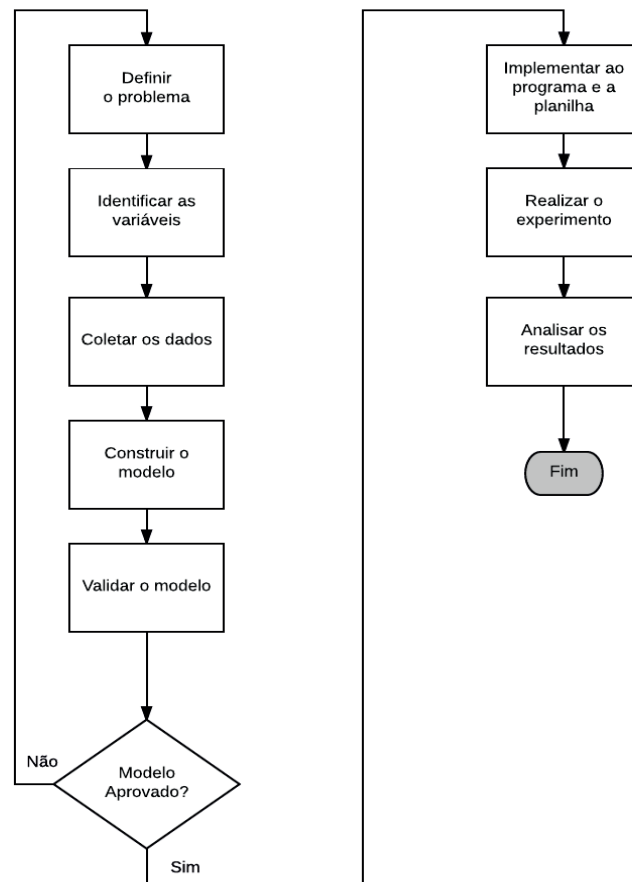 Definir
o problema
Identificar as
variáveis
Coletar os dados
Construir o
modelo
Validar o modelo
Não
Modelo
Aprovado?
Sim
Implementar ao
programa e a
planilha
Realizar o
experimento
Analisar os
resultados
Fim